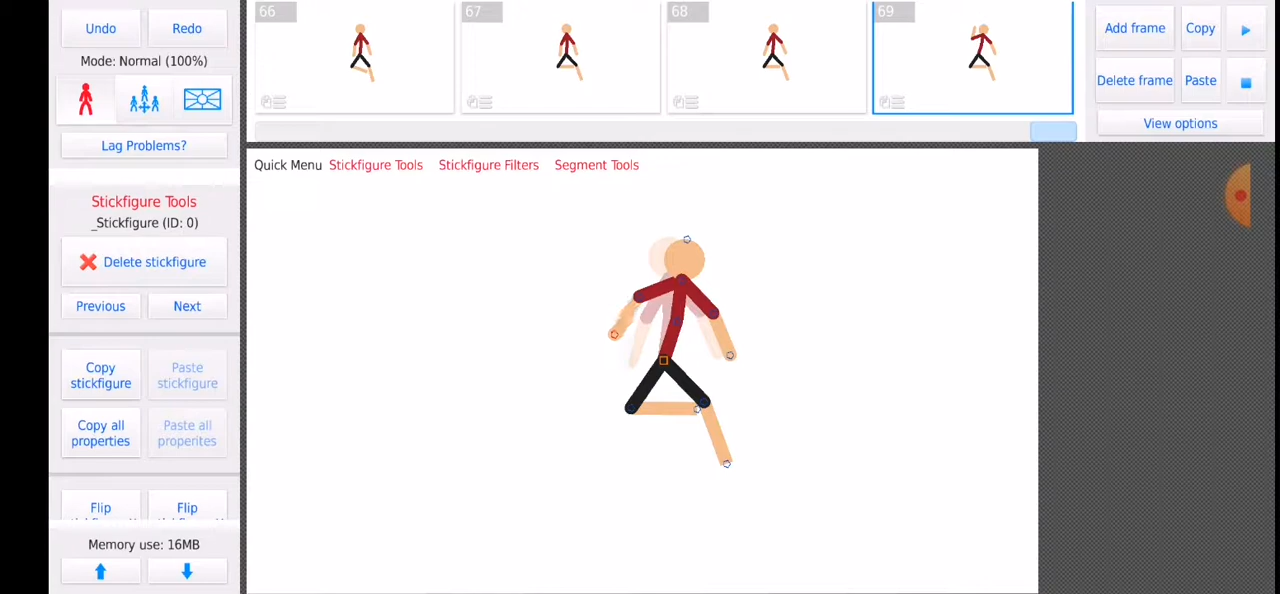 Undo
Redo
Mode: Normal (100%)
Lag Problems?
66
67
68
69
Add frame
Copy
Delete frame
Paste
View options
Quick Menu Stickfigure Tools Stickfigure Filters Segment Tools
Stickfigure Tools
_Stickfigure (ID: 0)
Delete stickfigure
Previous
Next
Copy
stickfigure
Paste
stickfigure
Copy all
properties
Paste all
properites
Flip
Flip
Memory use: 16MB